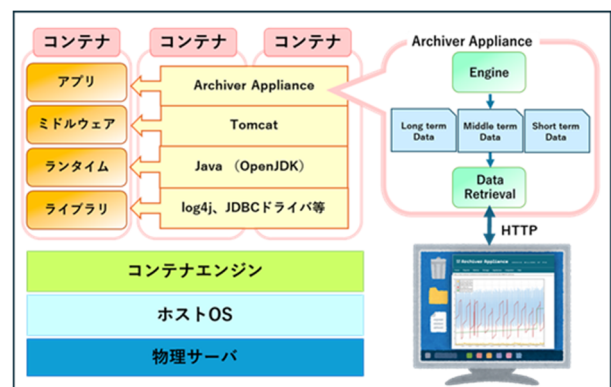 コンテナ
コンテナ
コンテナ
アプリ
ミドルウェア
ランタイム
ライブラリ
Archiver Appliance
Tomcat
Java （OpenJDK）
log4j、JDBCドライバ等
コンテナエンジン
ホストOS
物理サーバ
Archiver Appliance
Engine
Long term
Data
Middle term
Data
Short term
Data
Data
Retrieval
HTTP
Archiver Appliance